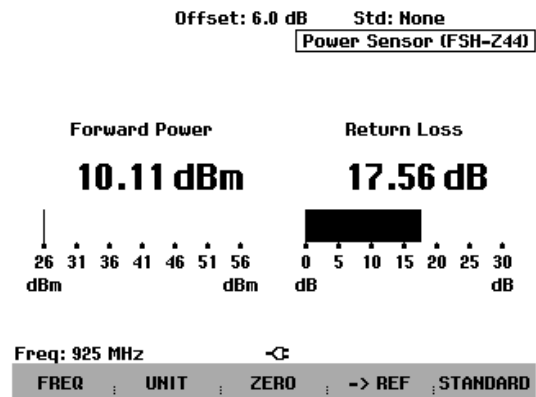 Offset: 6.0 dB Std: None
Power Sensor (FSH-Z44)
Forward Power Return Loss
10.11 dBm 17.56 dB
26 31 36 41 46 51 56 0 5 10 15 20 25 30
dBm dBm dB dB
Freq: 925 MHz
FREQ UNIT ZERO -> REF STANDARD